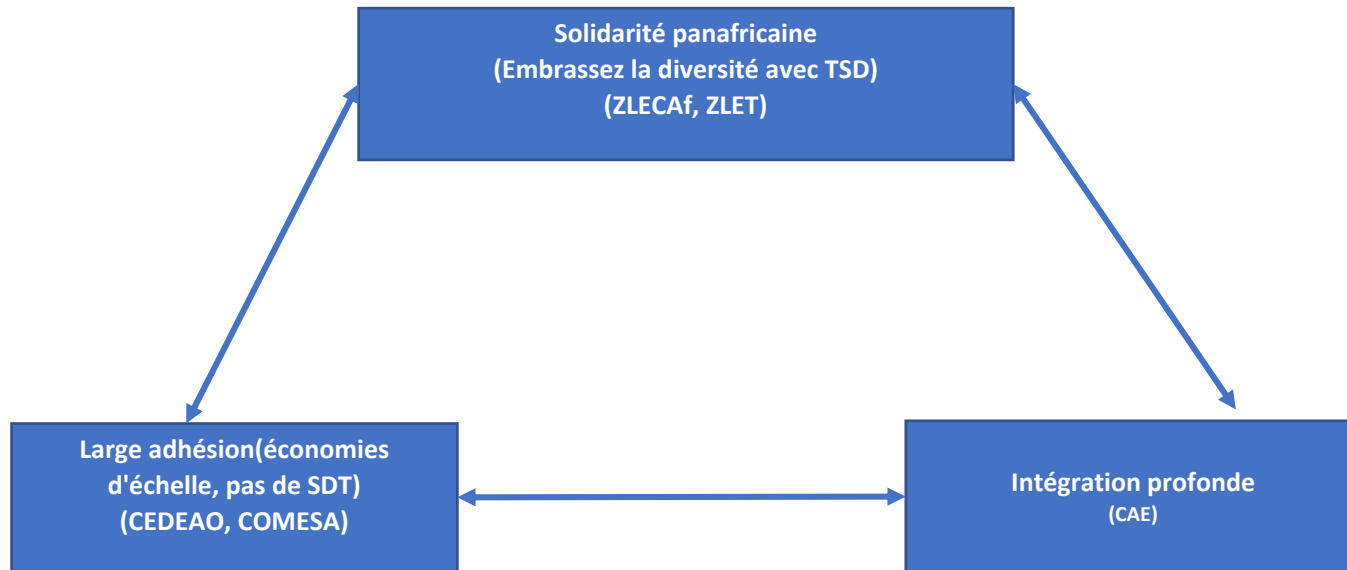 Solidarité panafricaine
(Embrassez la diversité avec TSD)
(ZLECAf, ZLET)
Large adhésion(économies
d'échelle, pas de SDT)
(CEDEAO, COMESA)
Intégration profonde
(CAE)